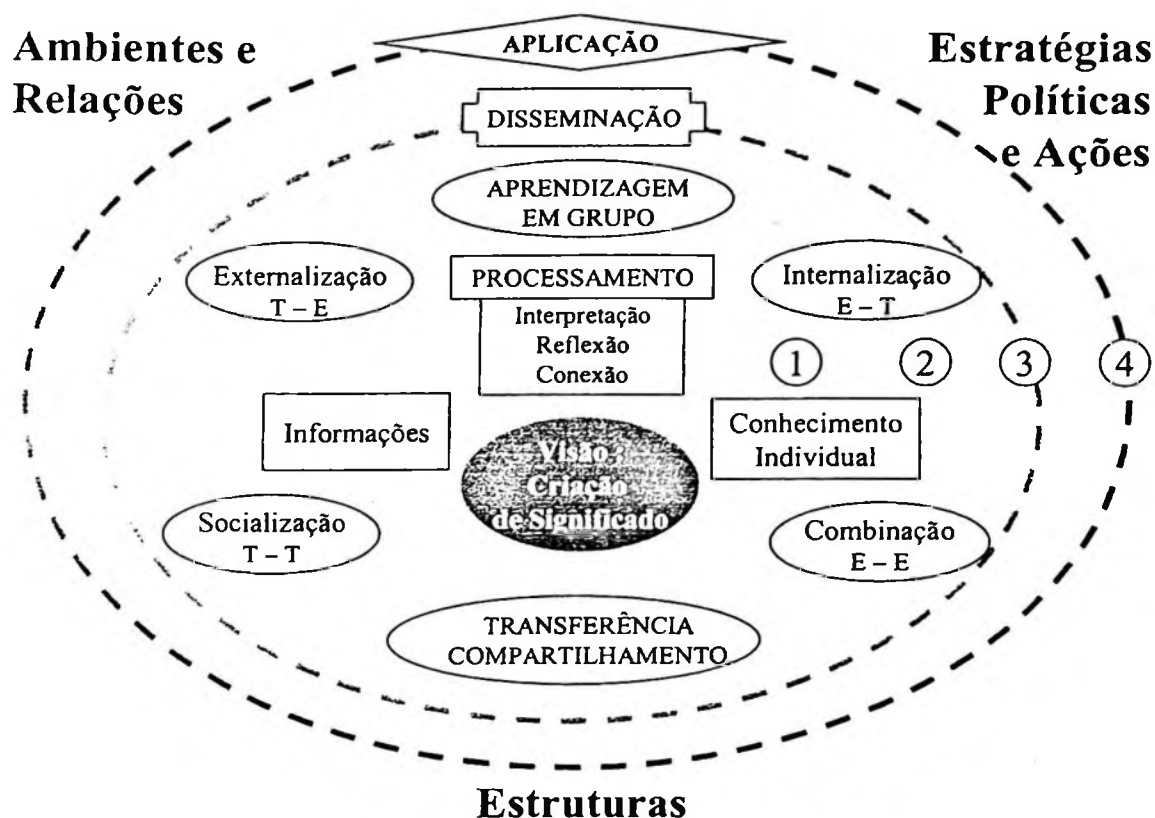 Ambientes e
Relações
APLICAÇÃO
Estratégias
Políticas
e Ações
DISSEMINAÇÃO
APRENDIZAGEM
EM GRUPO
Externalização
T – E
PROCESSAMENTO
Interpretação
Reflexão
Conexão
Internalização
E – T
1
2
3
4
Informações
Visão :
Criação
de Significado
Conhecimento
Individual
Socialização
T – T
Combinação
E – E
TRANSFERÊNCIA
COMPARTILHAMENTO
Estruturas